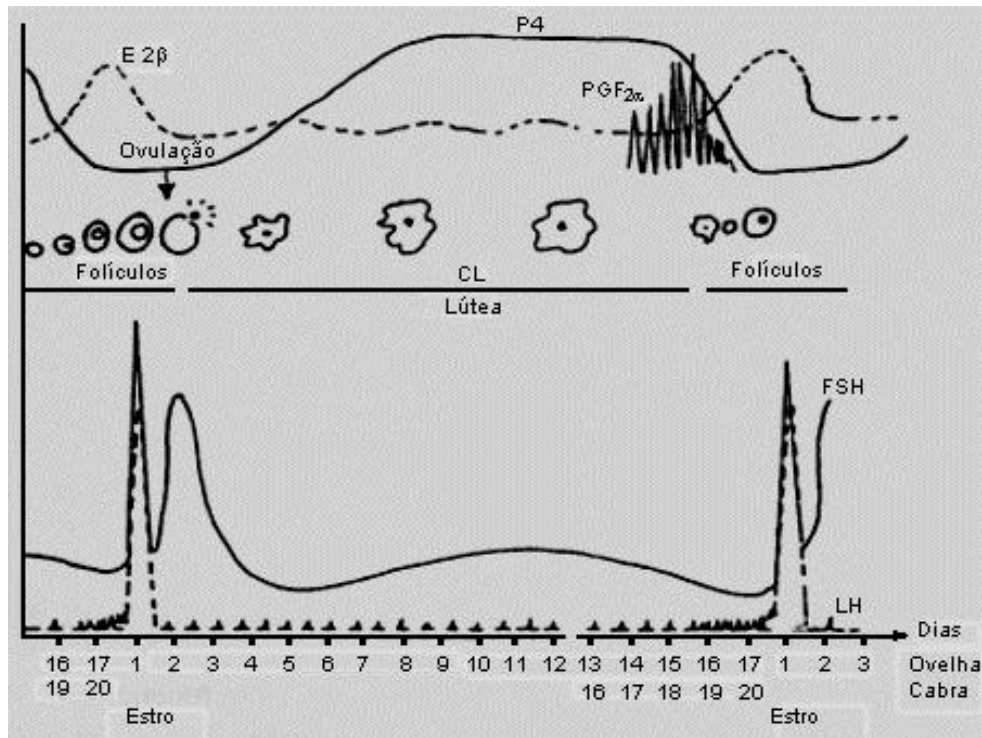 P4
E 2β
PGF2α
Ovulação
Folículos
CL
Folículos
Lútea
FSH
LH
Dias
16 17 1 2 3 4 5 6 7 8 9 10 11 12 13 14 15 16 17 1 2 3 Ovelha
19 20 16 17 18 19 20 Cabra
Estro
Estro